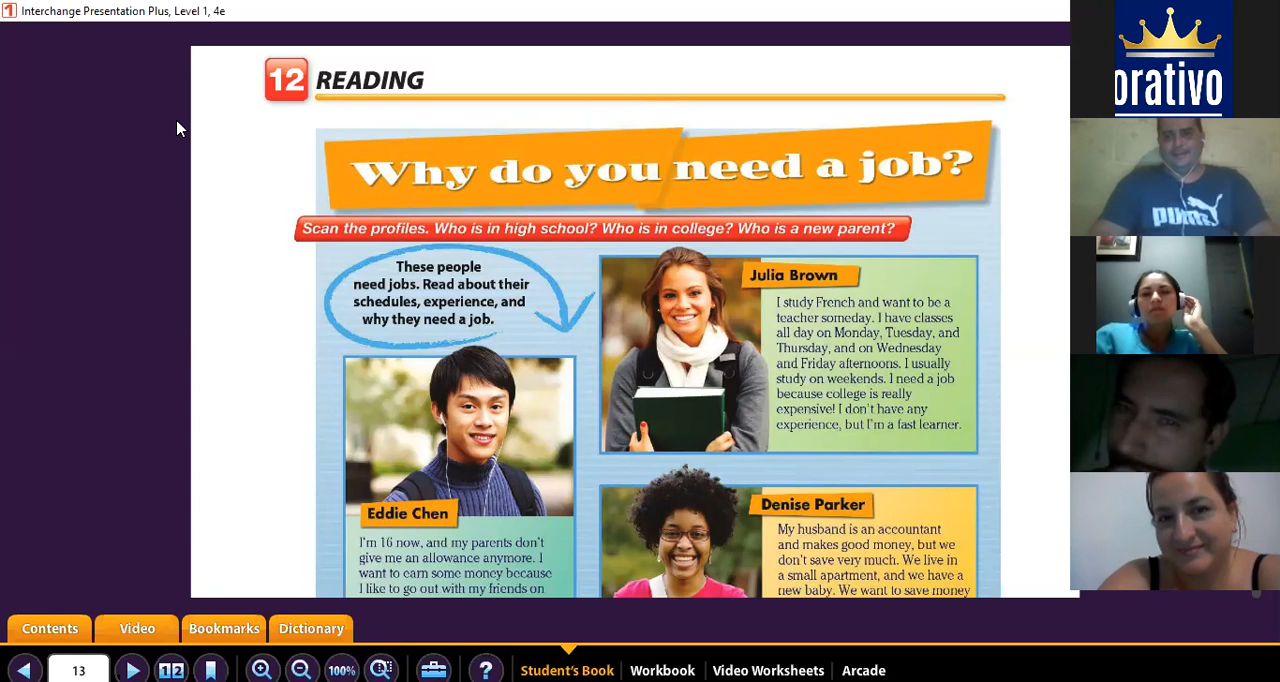 Interchange Presentation Plus, Level 1, 4e
orativo
12 READING
Why do you need a job?
Scan the profiles. Who is in high school? Who is in college? Who is a new parent?
These people
need jobs. Read about their
schedules, experience, and
why they need a job.
Julia Brown
I study French and want to be a
teacher someday. I have classes
all day on Monday, Tuesday, and
Thursday, and on Wednesday
and Friday afternoons. I usually
study on weekends. I need a job
because college is really
expensive! I don't have any
experience, but I'm a fast learner.
Eddie Chen
I'm 16 now, and my parents don't
give me an allowance anymore. I
want to earn some money because
I like to go out with my friends on
Denise Parker
My husband is an accountant
and makes good money, but we
don't save very much. We live in
a small apartment, and we have a
new baby. We want to save money
PUMA
Contents
Video
Bookmarks
Dictionary
13
1 2
100%
?
Student's Book
Workbook
Video Worksheets
Arcade